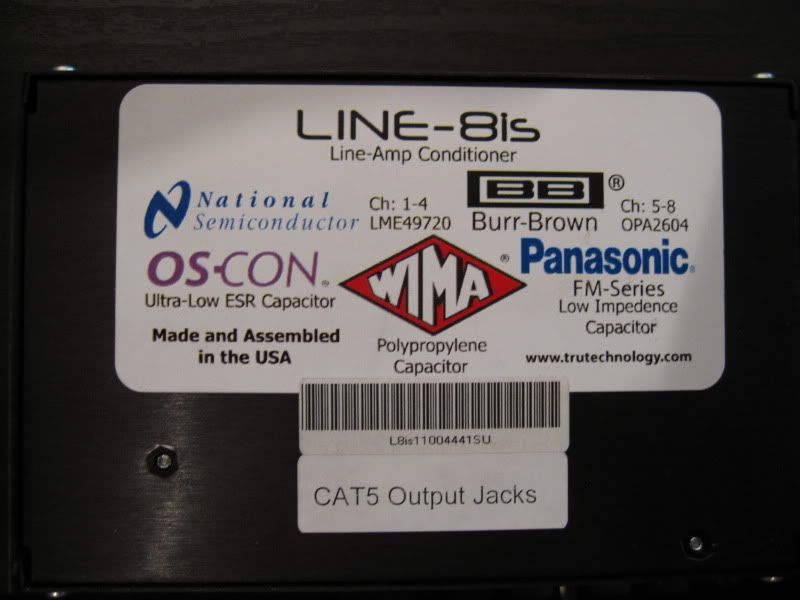 LINE-8is
Line-Amp Conditioner
National
Semiconductor
Ch: 1-4
LME49720
BB ®
Burr-Brown
Ch: 5-8
OPA2604
OS-CON®
Ultra-Low ESR Capacitor
WIMA ®
Polypropylene
Capacitor
Panasonic®
FM-Series
Low Impedence
Capacitor
Made and Assembled
in the USA
www.trutechnology.com
L8is11004441SU
CAT5 Output Jacks